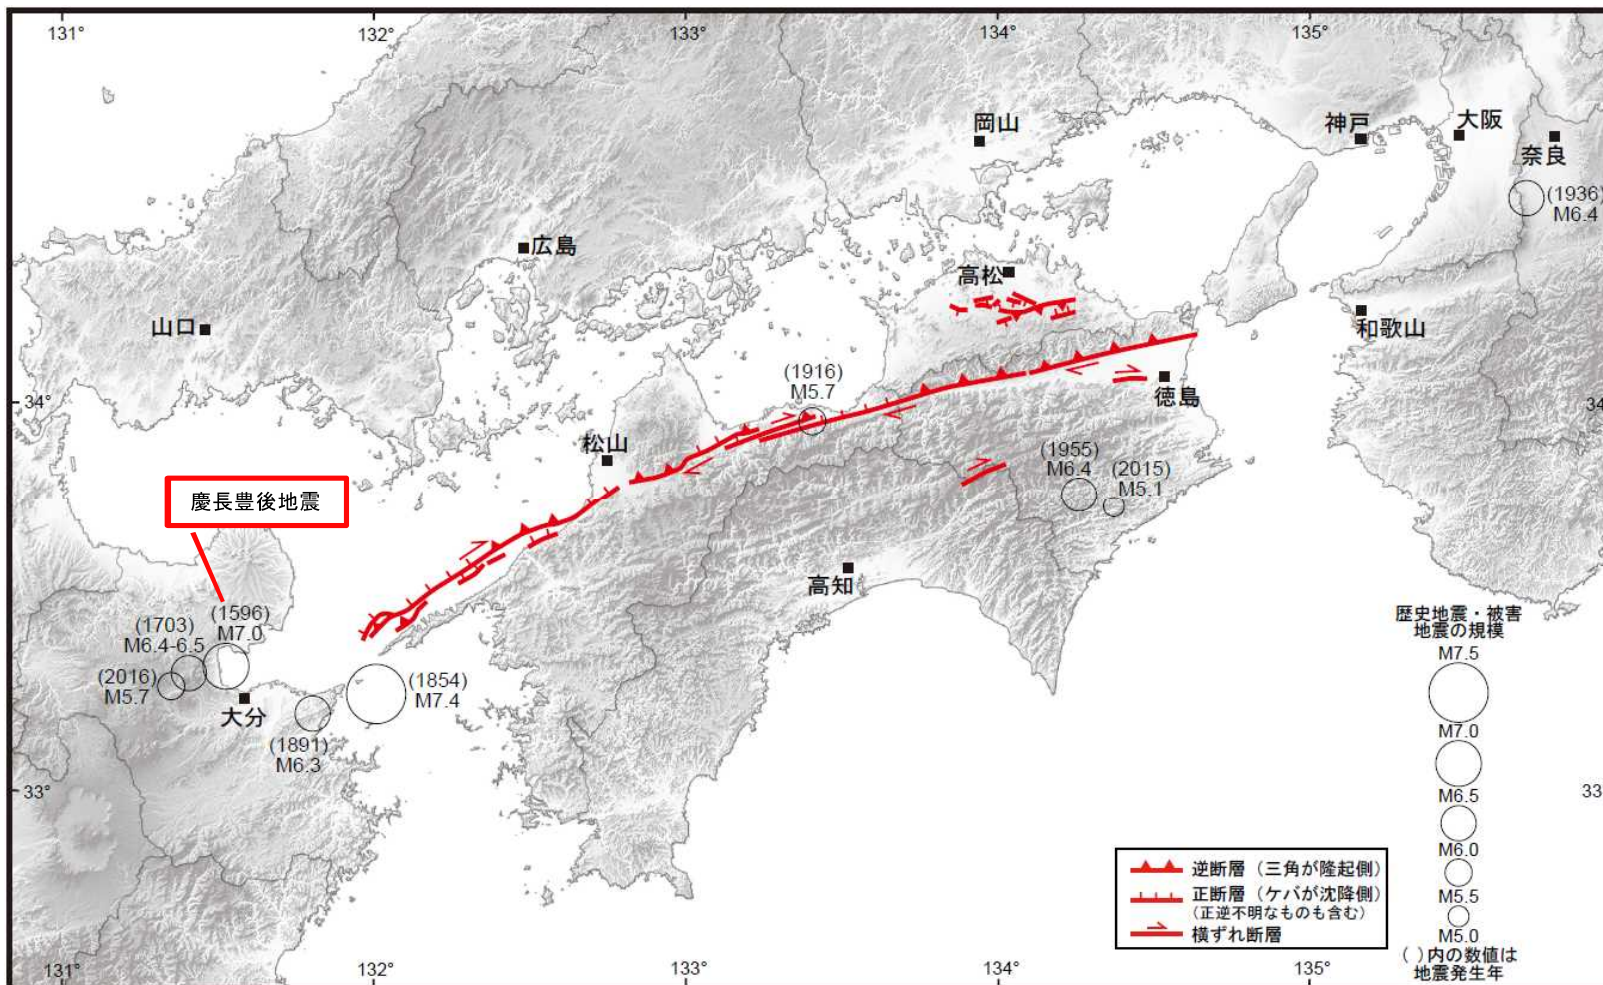 131°
132°
133°
134°
135°
岡山
神戸
大阪
奈良
(1936)
M6.4
広島
高松
山口
和歌山
(1916)
M5.7
徳島
34°
34
松山
(1955)
M6.4
(2015)
M5.1
慶長豊後地震
高知
(1703)
M6.4-6.5
(1596)
M7.0
(2016)
M5.7
大分
(1854)
M7.4
(1891)
M6.3
33°
33
歴史地震・被害
地震の規模
M7.5
M7.0
M6.5
M6.0
M5.5
M5.0
( )内の数値は
地震発生年
逆断層（三角が隆起側）
正断層（ケバが沈降側）
（正逆不明なものも含む）
横ずれ断層
131°
132°
133°
134°
135°